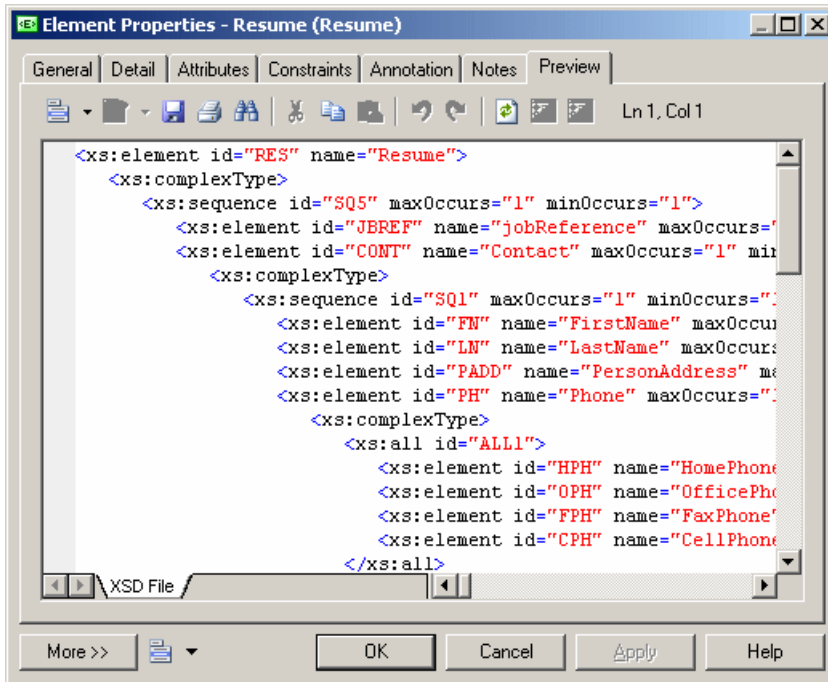 Element Properties - Resume (Resume)
General Detail Attributes Constraints Annotation Notes Preview
Ln 1, Col 1
<xs:element id="RES" name="Resume">
<xs:complexType>
<xs:sequence id="SQ5" maxOccurs="1" minOccurs="1">
<xs:element id="JBREF" name="jobReference" maxOccurs="
<xs:element id="CONT" name="Contact" maxOccurs="1" min
<xs:complexType>
<xs:sequence id="SQ1" maxOccurs="1" minOccurs="1
<xs:element id="FN" name="FirstName" maxOccur
<xs:element id="LN" name="LastName" maxOccurs
<xs:element id="PADD" name="PersonAddress" ma
<xs:element id="PH" name="Phone" maxOccurs="1
<xs:complexType>
<xs:all id="ALL1">
<xs:element id="HPH" name="HomePhone
<xs:element id="OPH" name="OfficePho
<xs:element id="FPH" name="FaxPhone"
<xs:element id="CPH" name="CellPhone
</xs:all>
XSD File
More >> OK Cancel Apply Help